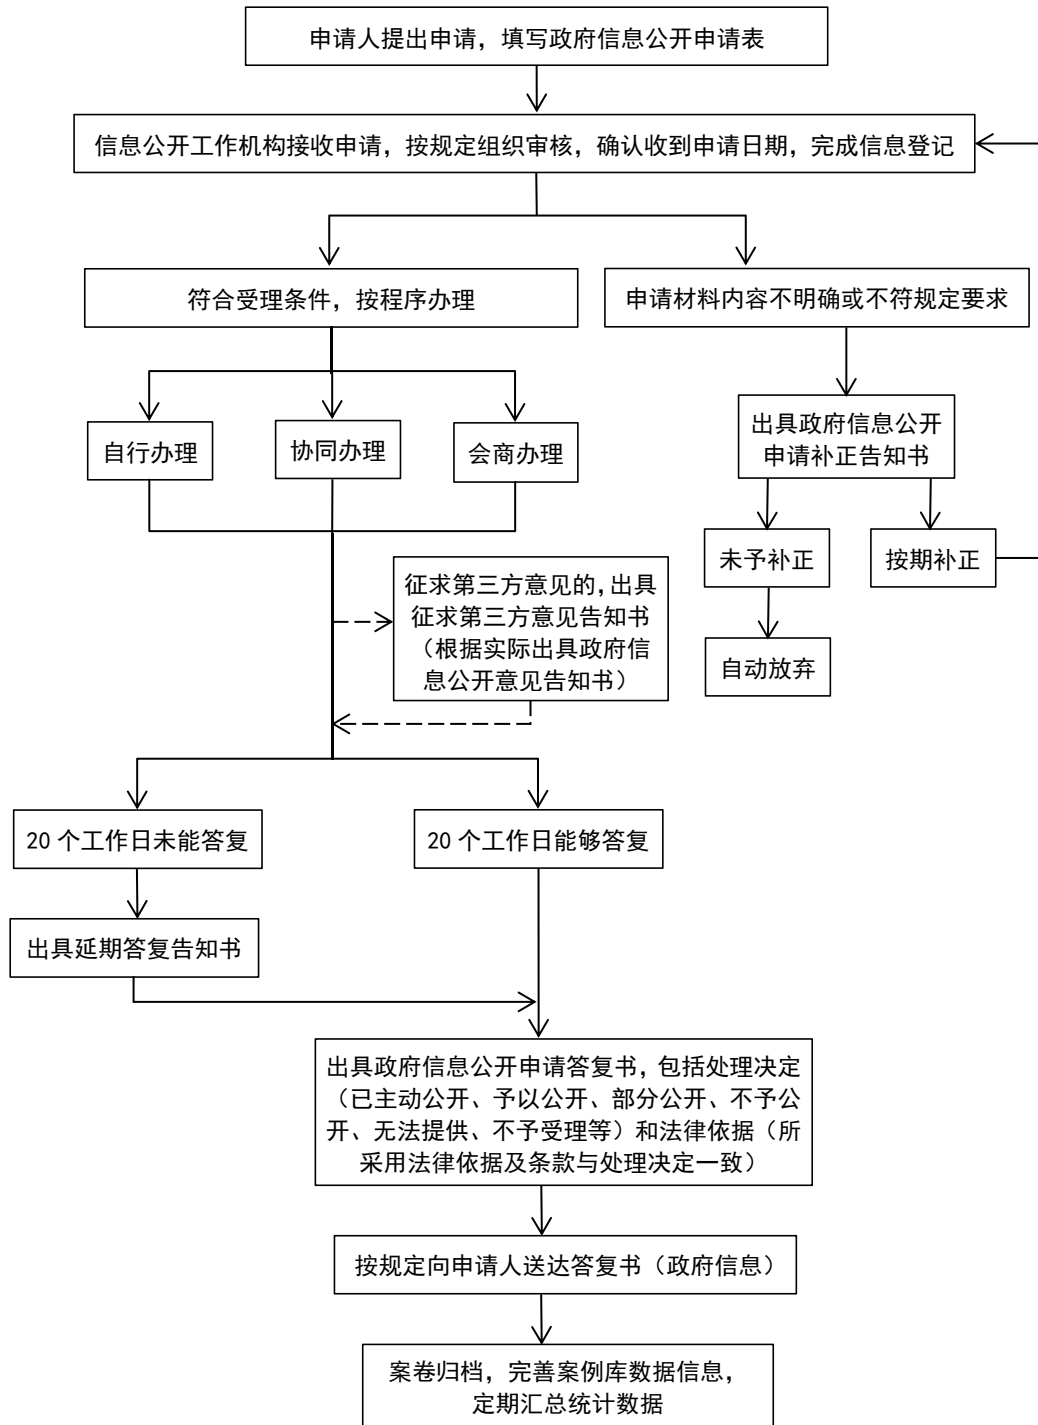 申请人提出申请，填写政府信息公开申请表
信息公开工作机构接收申请，按规定组织审核，确认收到申请日期，完成信息登记
符合受理条件，按程序办理
申请材料内容不明确或不符规定要求
自行办理
协同办理
会商办理
出具政府信息公开
申请补正告知书
未予补正
按期补正
自动放弃
征求第三方意见的，出具
征求第三方意见告知书
（根据实际出具政府信
息公开意见告知书）
20 个工作日未能答复
20 个工作日能够答复
出具延期答复告知书
出具政府信息公开申请答复书，包括处理决定
（已主动公开、予以公开、部分公开、不予公
开、无法提供、不予受理等）和法律依据（所
采用法律依据及条款与处理决定一致）
按规定向申请人送达答复书（政府信息）
案卷归档，完善案例库数据信息，
定期汇总统计数据